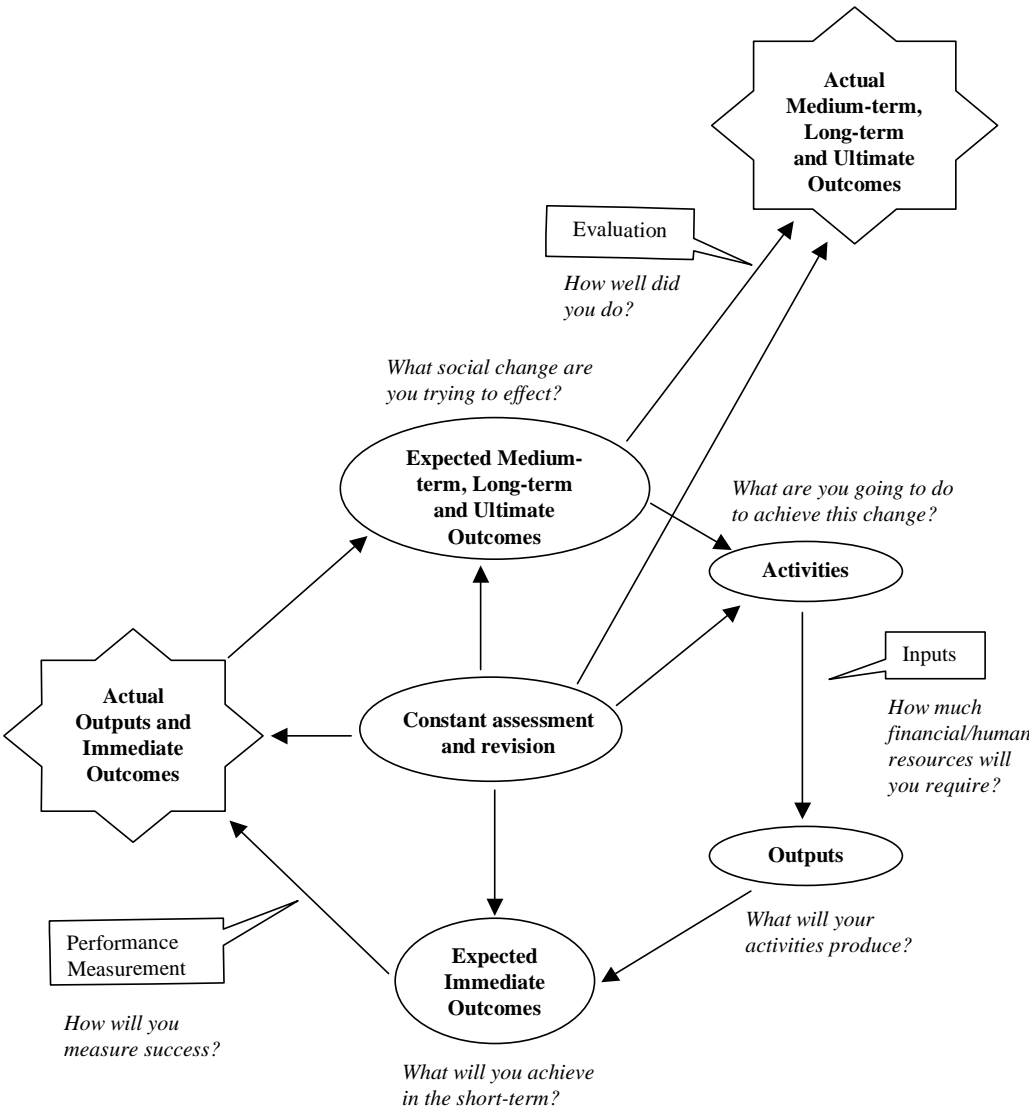 Actual
Medium-term,
Long-term
and Ultimate
Outcomes
Evaluation
How well did
you do?
What social change are
you trying to effect?
Expected Medium-
term, Long-term
and Ultimate
Outcomes
What are you going to do
to achieve this change?
Activities
Inputs
How much
financial/human
resources will
you require?
Actual
Outputs and
Immediate
Outcomes
Constant assessment
and revision
Outputs
What will your
activities produce?
Performance
Measurement
How will you
measure success?
Expected
Immediate
Outcomes
What will you achieve
in the short-term?